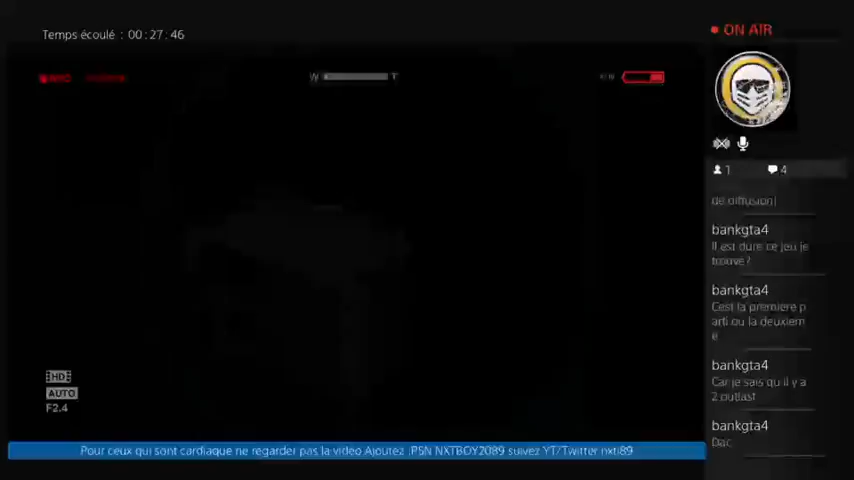 Temps écoulé : 00:27:46
ON AIR
W T
1 4
de diffusion)
bankgta4
Il est dure ce jeu je
trouve?
bankgta4
Cest la premiere p
arti ou la deuxiem
e
bankgta4
Car je sais qu il y a
2 outlast
bankgta4
Dac
HD
AUTO
F2.4
Pour ceux qui sont cardiaque ne regarder pas la video Ajoutez :PSN NXTBOY2089 suivez YT/Twitter nxti89